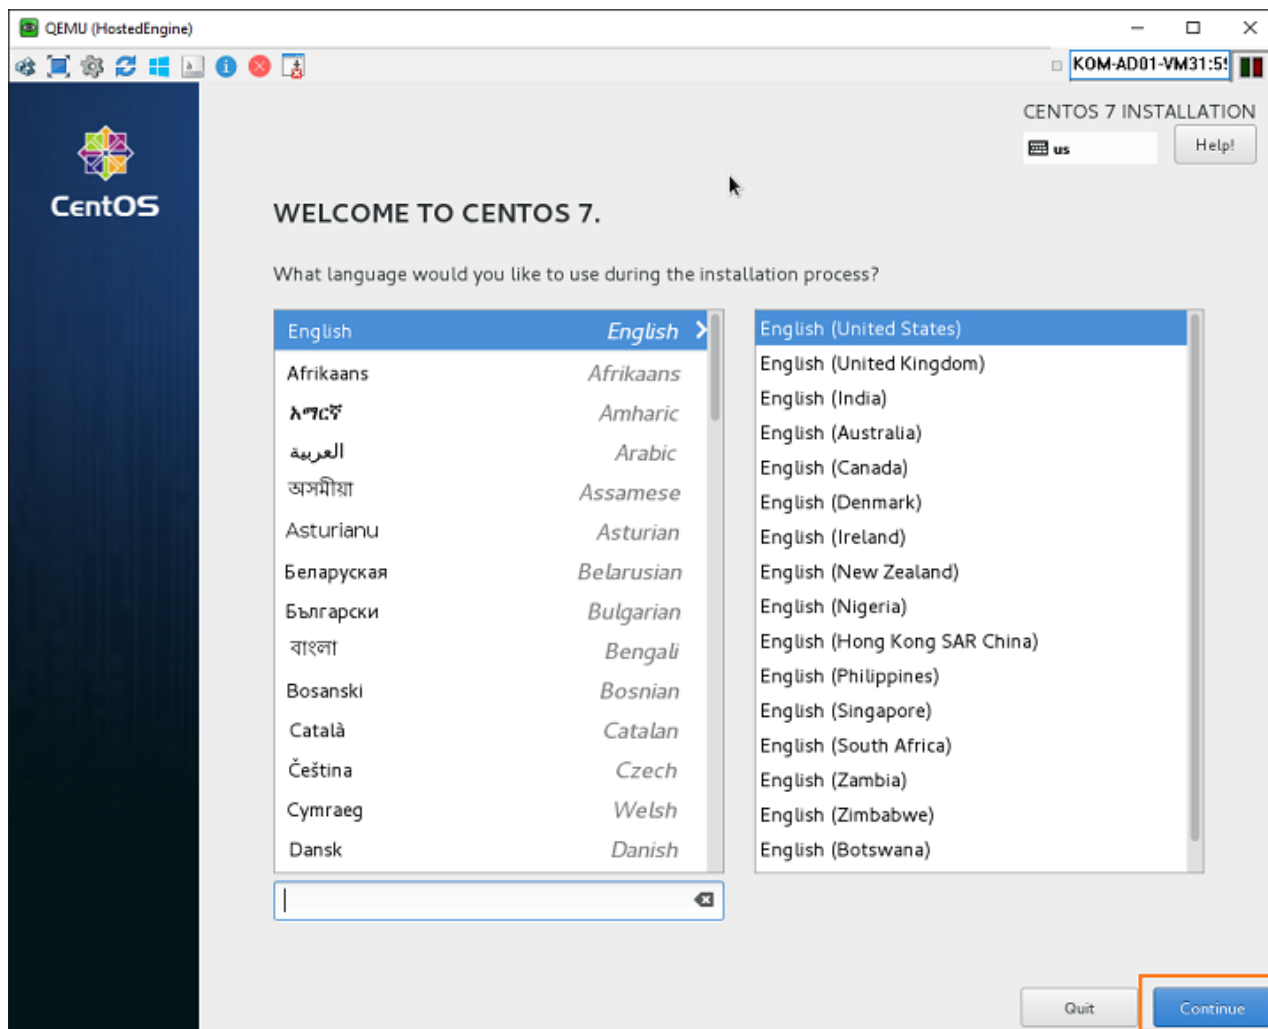 QEMU (HostedEngine)
KOM-AD01-VM31:5
CENTOS 7 INSTALLATION
us
Help!
CentOS
WELCOME TO CENTOS 7.
What language would you like to use during the installation process?
English English
Afrikaans Afrikaans
አማርኛ Amharic
العربية Arabic
অসমীয়া Assamese
Asturianu Asturian
Беларуская Belarusian
Български Bulgarian
বাংলা Bengali
Bosanski Bosnian
Català Catalan
Čeština Czech
Cymraeg Welsh
Dansk Danish
English (United States)
English (United Kingdom)
English (India)
English (Australia)
English (Canada)
English (Denmark)
English (Ireland)
English (New Zealand)
English (Nigeria)
English (Hong Kong SAR China)
English (Philippines)
English (Singapore)
English (South Africa)
English (Zambia)
English (Zimbabwe)
English (Botswana)
Quit
Continue